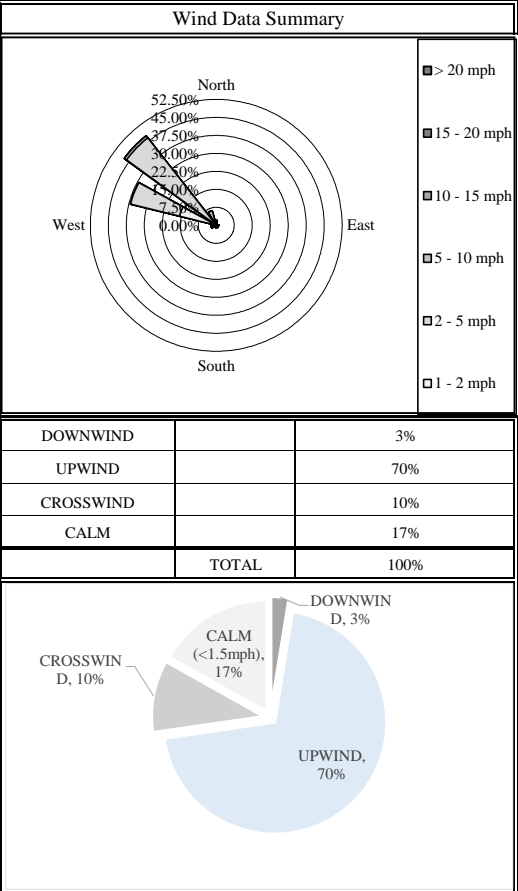 Wind Data Summary
North
52.50%
45.00%
37.50%
30.00%
22.50%
15.00%
7.50%
0.00%
West
East
South
> 20 mph
15 - 20 mph
10 - 15 mph
5 - 10 mph
2 - 5 mph
1 - 2 mph
DOWNWIND 3%
UPWIND 70%
CROSSWIND 10%
CALM 17%
TOTAL 100%
DOWNWIN
D, 3%
CALM
(<1.5mph),
17%
CROSSWIN
D, 10%
UPWIND,
70%